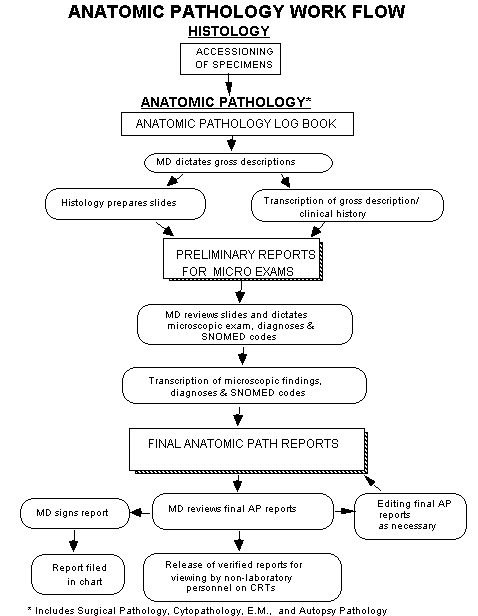 ANATOMIC PATHOLOGY WORK FLOW
HISTOLOGY
ACCESSIONING
OF SPECIMENS
ANATOMIC PATHOLOGY*
ANATOMIC PATHOLOGY LOG BOOK
MD dictates gross descriptions
Histology prepares slides
Transcription of gross description/
clinical history
PRELIMINARY REPORTS
FOR MICRO EXAMS
MD reviews slides and dictates
microscopic exam, diagnoses &
SNOMED codes
Transcription of microscopic findings,
diagnoses & SNOMED codes
FINAL ANATOMIC PATH REPORTS
MD signs report
MD reviews final AP reports
Editing final AP
reports
as necessary
Report filed
in chart
Release of verified reports for
viewing by non-laboratory
personnel on CRTs
* Includes Surgical Pathology, Cytopathology, E.M., and Autopsy Pathology